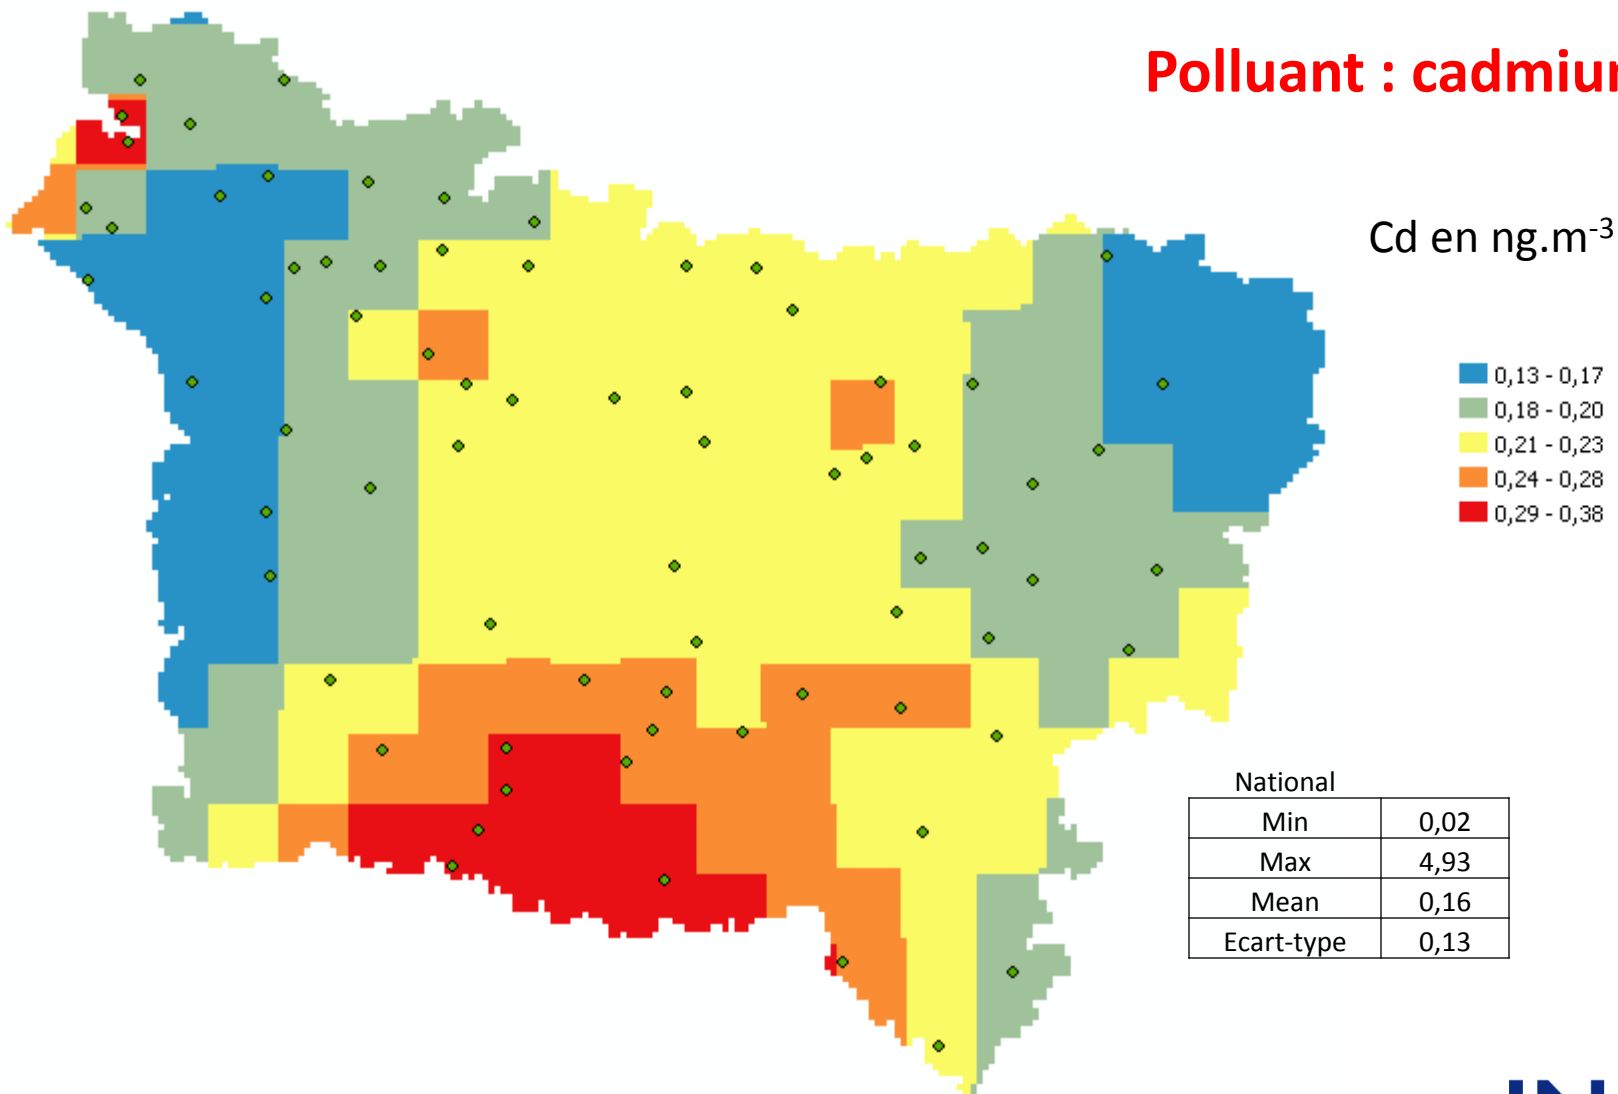 Polluant : cadmiu
Cd en ng.m-3
0,13 - 0,17
0,18 - 0,20
0,21 - 0,23
0,24 - 0,28
0,29 - 0,38
National
Min 0,02
Max 4,93
Mean 0,16
Ecart-type 0,13